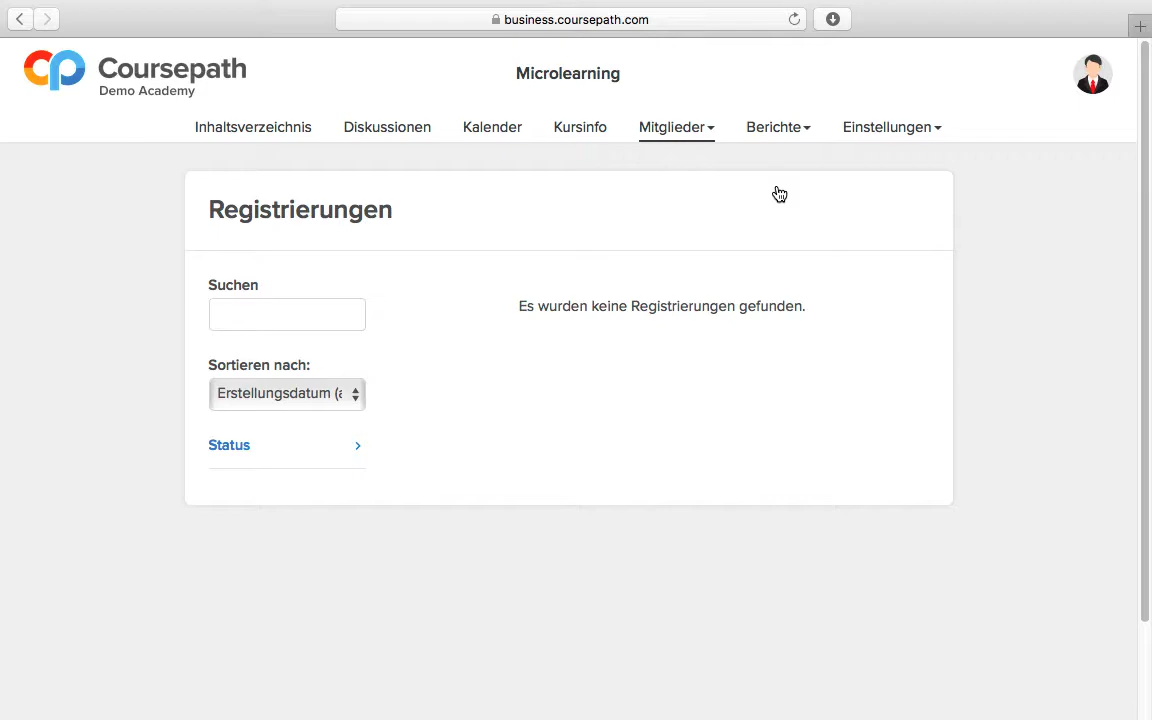 business.coursepath.com
Coursepath
Demo Academy
Microlearning
Inhaltsverzeichnis Diskussionen Kalender Kursinfo Mitglieder Berichte Einstellungen
Registrierungen
Suchen
Es wurden keine Registrierungen gefunden.
Sortieren nach:
Erstellungsdatum (a
Status